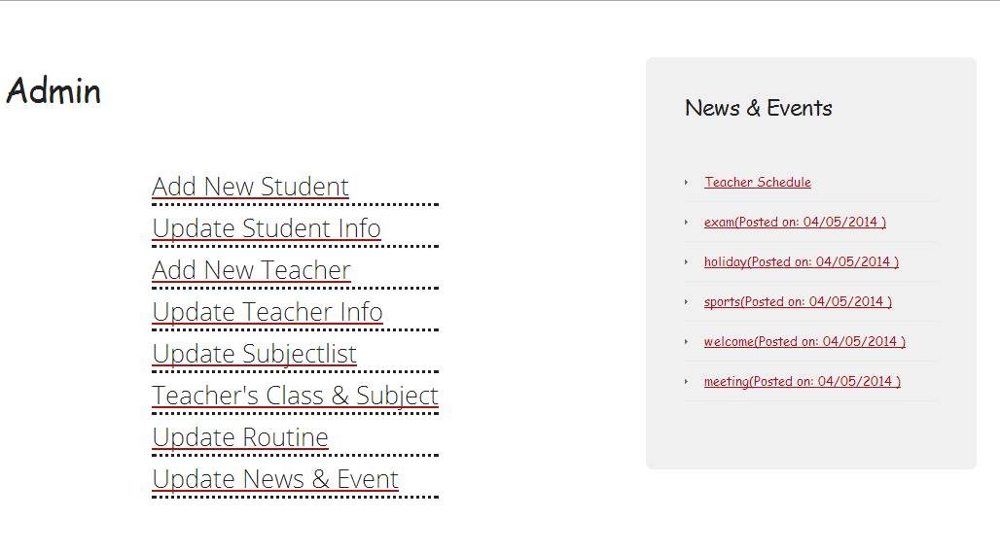 Admin
Add New Student
Update Student Info
Add New Teacher
Update Teacher Info
Update Subjectlist
Teacher's Class & Subject
Update Routine
Update News & Event
News & Events
Teacher Schedule
exam(Posted on: 04/05/2014 )
holiday(Posted on: 04/05/2014 )
sports(Posted on: 04/05/2014 )
welcome(Posted on: 04/05/2014 )
meeting(Posted on: 04/05/2014 )